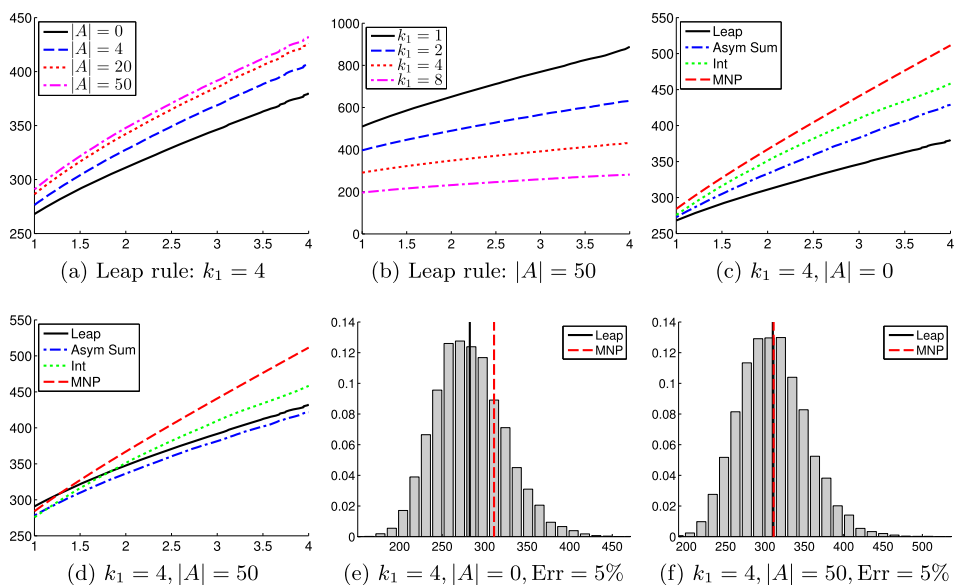 450
400
350
300
250
|A| = 0
|A| = 4
|A| = 20
|A| = 50
1 1.5 2 2.5 3 3.5 4
(a) Leap rule: k₁ = 4
1000
800
600
400
200
0
k₁ = 1
k₁ = 2
k₁ = 4
k₁ = 8
1 1.5 2 2.5 3 3.5 4
(b) Leap rule: |A| = 50
550
500
450
400
350
300
250
Leap
Asym Sum
Int
MNP
1 1.5 2 2.5 3 3.5 4
(c) k₁ = 4, |A| = 0
550
500
450
400
350
300
250
Leap
Asym Sum
Int
MNP
1 1.5 2 2.5 3 3.5 4
(d) k₁ = 4, |A| = 50
0.14
0.12
0.1
0.08
0.06
0.04
0.02
0
Leap
MNP
200 250 300 350 400 450
(e) k₁ = 4, |A| = 0, Err = 5%
0.14
0.12
0.1
0.08
0.06
0.04
0.02
0
Leap
MNP
200 250 300 350 400 450 500
(f) k₁ = 4, |A| = 50, Err = 5%